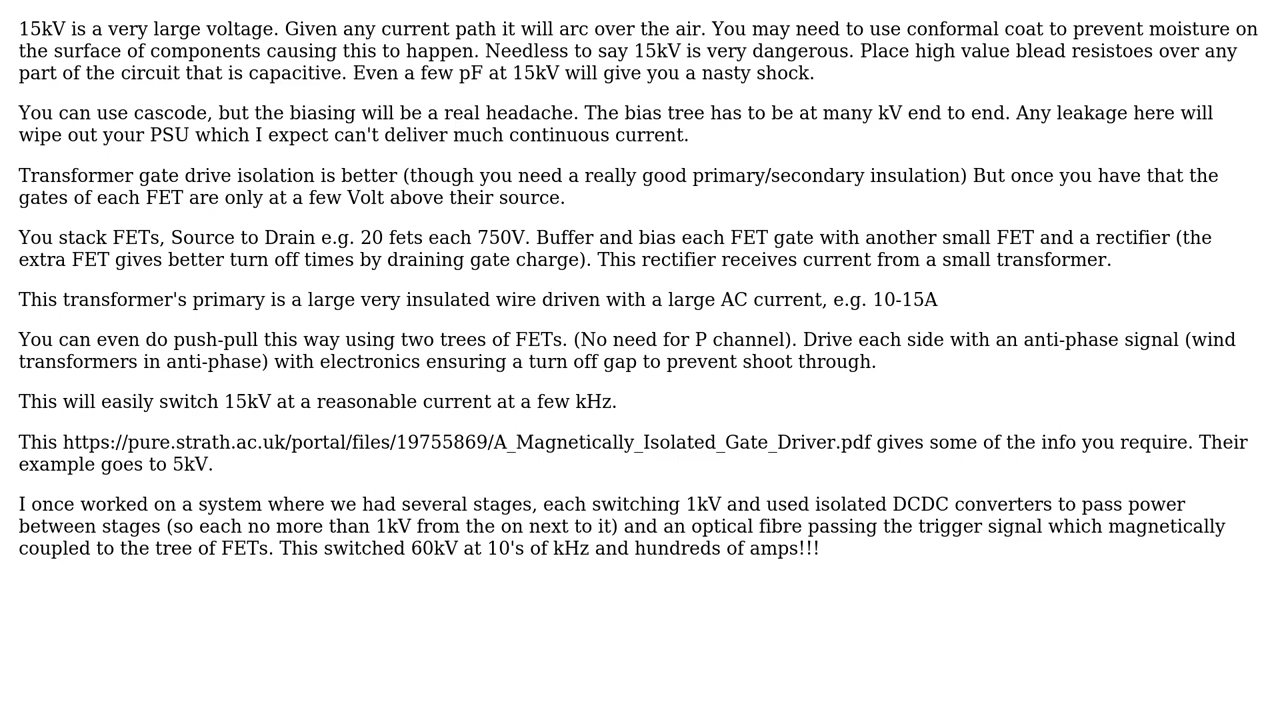 15kV is a very large voltage. Given any current path it will arc over the air. You may need to use conformal coat to prevent moisture on
the surface of components causing this to happen. Needless to say 15kV is very dangerous. Place high value blead resistoes over any
part of the circuit that is capacitive. Even a few pF at 15kV will give you a nasty shock.
You can use cascode, but the biasing will be a real headache. The bias tree has to be at many kV end to end. Any leakage here will
wipe out your PSU which I expect can't deliver much continuous current.
Transformer gate drive isolation is better (though you need a really good primary/secondary insulation) But once you have that the
gates of each FET are only at a few Volt above their source.
You stack FETs, Source to Drain e.g. 20 fets each 750V. Buffer and bias each FET gate with another small FET and a rectifier (the
extra FET gives better turn off times by draining gate charge). This rectifier receives current from a small transformer.
This transformer's primary is a large very insulated wire driven with a large AC current, e.g. 10-15A
You can even do push-pull this way using two trees of FETs. (No need for P channel). Drive each side with an anti-phase signal (wind
transformers in anti-phase) with electronics ensuring a turn off gap to prevent shoot through.
This will easily switch 15kV at a reasonable current at a few kHz.
This https://pure.strath.ac.uk/portal/files/19755869/A_Magnetically_Isolated_Gate_Driver.pdf gives some of the info you require. Their
example goes to 5kV.
I once worked on a system where we had several stages, each switching 1kV and used isolated DCDC converters to pass power
between stages (so each no more than 1kV from the on next to it) and an optical fibre passing the trigger signal which magnetically
coupled to the tree of FETs. This switched 60kV at 10's of kHz and hundreds of amps!!!